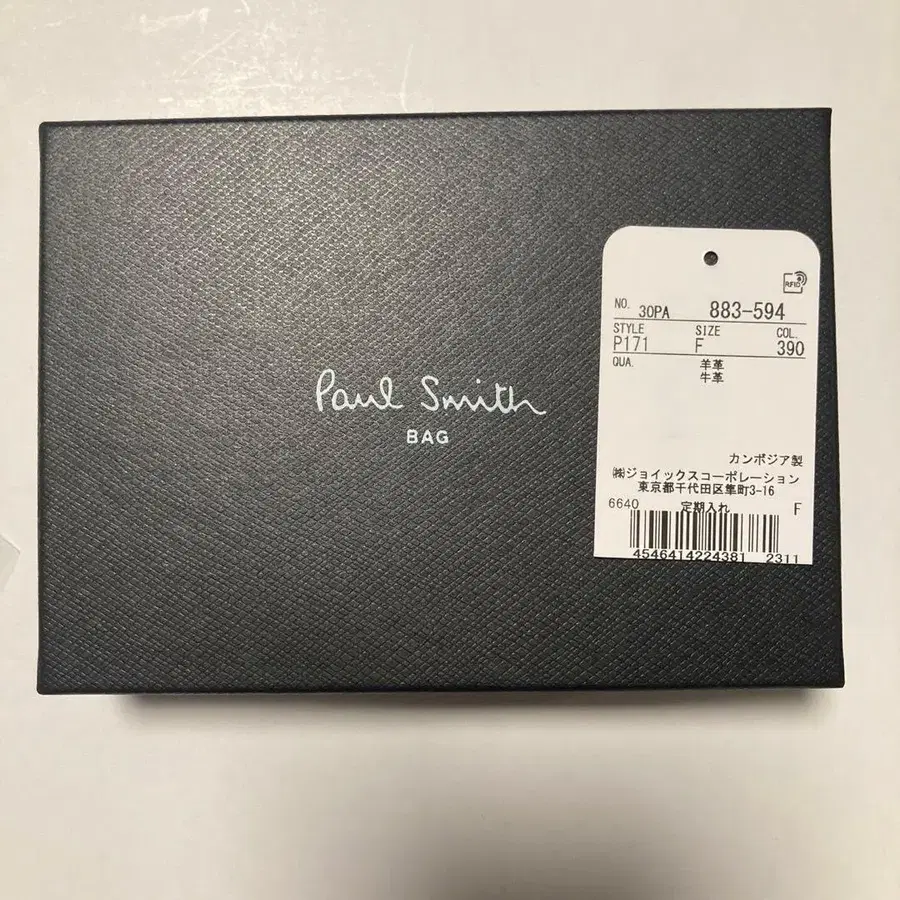 Paul Smith
BAG
RFID
NO. 30PA 883-594
STYLE SIZE COL.
P171 F 390
QUA. 羊革
牛革
カンボジア製
㈱ジョイックスコーポレーション
東京都千代田区隼町3-16
6640 定期入れ F
4546414224381 2311